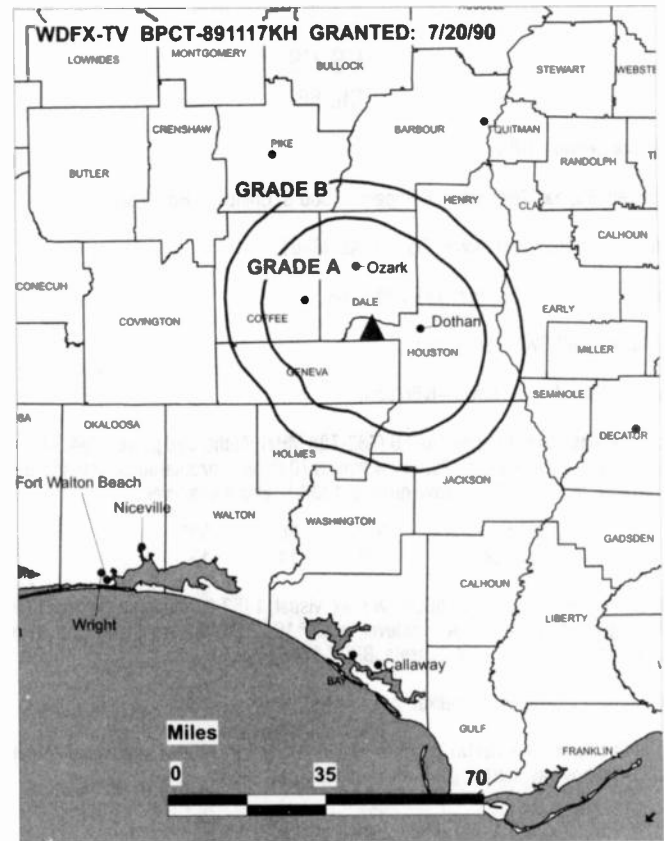 WDFX-TV BPCT-891117KH GRANTED: 7/20/90
LOWNDES
MONTGOMERY
BULLOCK
STEWART
WEBSTE
CRENSHAW
PIKE
BARBOUR
QUITMAN
RANDOLPH
BUTLER
GRADE B
HENRY
CLA
CALHOUN
GRADE A
Ozark
CONECUH
COVINGTON
COFFEE
DALE
Dothan
EARLY
HOUSTON
MILLER
GENEVA
SEMINOLE
OKALOOSA
HOLMES
DECATOR
Fort Walton Beach
JACKSON
Niceville
WALTON
WASHINGTON
GADSDEN
CALHOUN
Wright
LIBERTY
Callaway
BAY
Miles
GULF
FRANKLIN
0 35 70